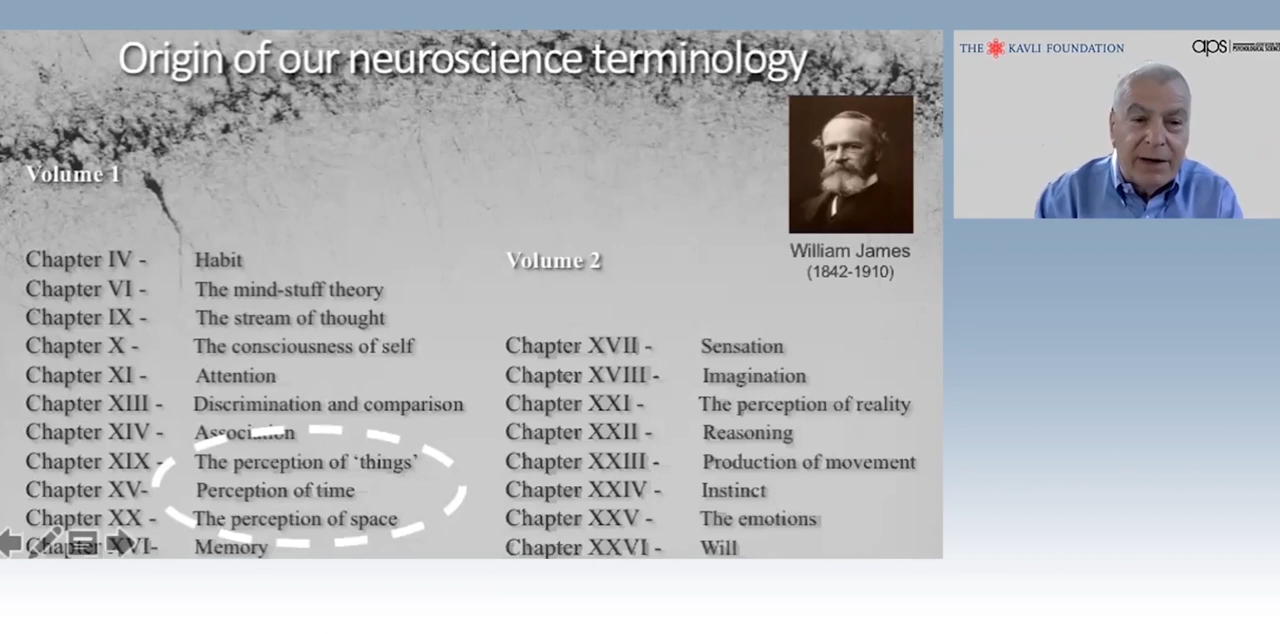 Origin of our neuroscience terminology
THE KAVLI FOUNDATION
aps
William James
(1842-1910)
Volume 1
Chapter IV - Habit
Chapter VI - The mind-stuff theory
Chapter IX - The stream of thought
Chapter X - The consciousness of self
Chapter XI - Attention
Chapter XIII - Discrimination and comparison
Chapter XIV - Association
Chapter XIX - The perception of ‘things’
Chapter XV- Perception of time
Chapter XX - The perception of space
Chapter XVI- Memory
Volume 2
Chapter XVII - Sensation
Chapter XVIII - Imagination
Chapter XXI - The perception of reality
Chapter XXII - Reasoning
Chapter XXIII - Production of movement
Chapter XXIV - Instinct
Chapter XXV - The emotions
Chapter XXVI - Will